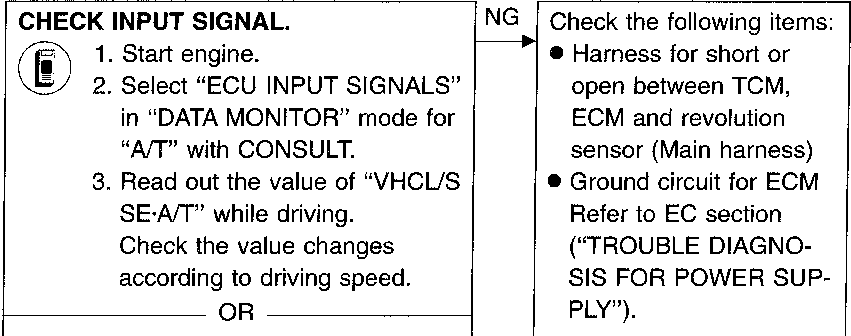 CHECK INPUT SIGNAL.
1. Start engine.
2. Select “ECU INPUT SIGNALS”
in “DATA MONITOR” mode for
“A/T” with CONSULT.
3. Read out the value of “VHCL/S
SE·A/T” while driving.
Check the value changes
according to driving speed.
OR
NG
Check the following items:
● Harness for short or
open between TCM,
ECM and revolution
sensor (Main harness)
● Ground circuit for ECM
Refer to EC section
(“TROUBLE DIAGNO-
SIS FOR POWER SUP-
PLY”).